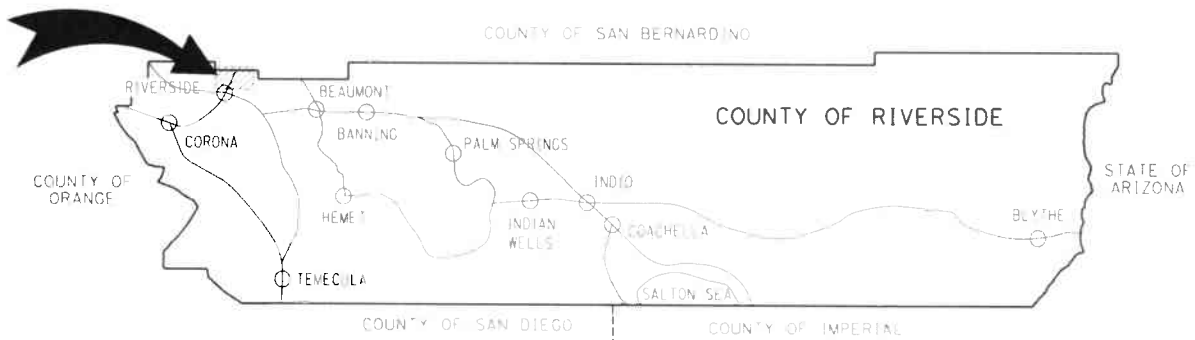 COUNTY OF SAN BERNARDINO
RIVERSIDE
BEAUMONT
BANNING
COUNTY OF RIVERSIDE
CORONA
PALM SPRINGS
COUNTY OF
ORANGE
STATE OF
ARIZONA
INDIO
HEMET
INDIAN
WELLS
COACHELLA
BLYTHE
TEMECULA
SALTON SEA
COUNTY OF SAN DIEGO
COUNTY OF IMPERIAL